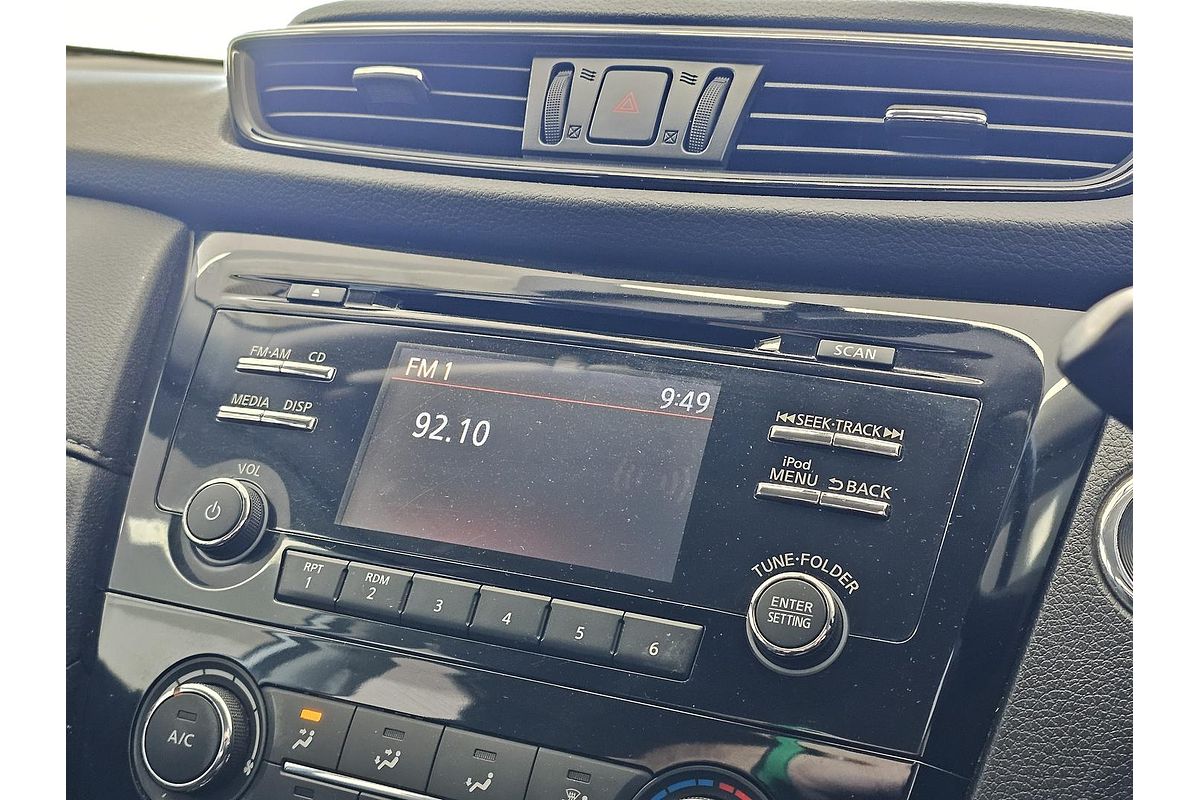 SCAN
FM·AM CD
FM 1
9:49
MEDIA DISP
92.10
SEEK·TRACK
iPod
MENU BACK
VOL
TUNE·FOLDER
RPT
1
RDM
2
3
4
5
6
ENTER
SETTING
A/C